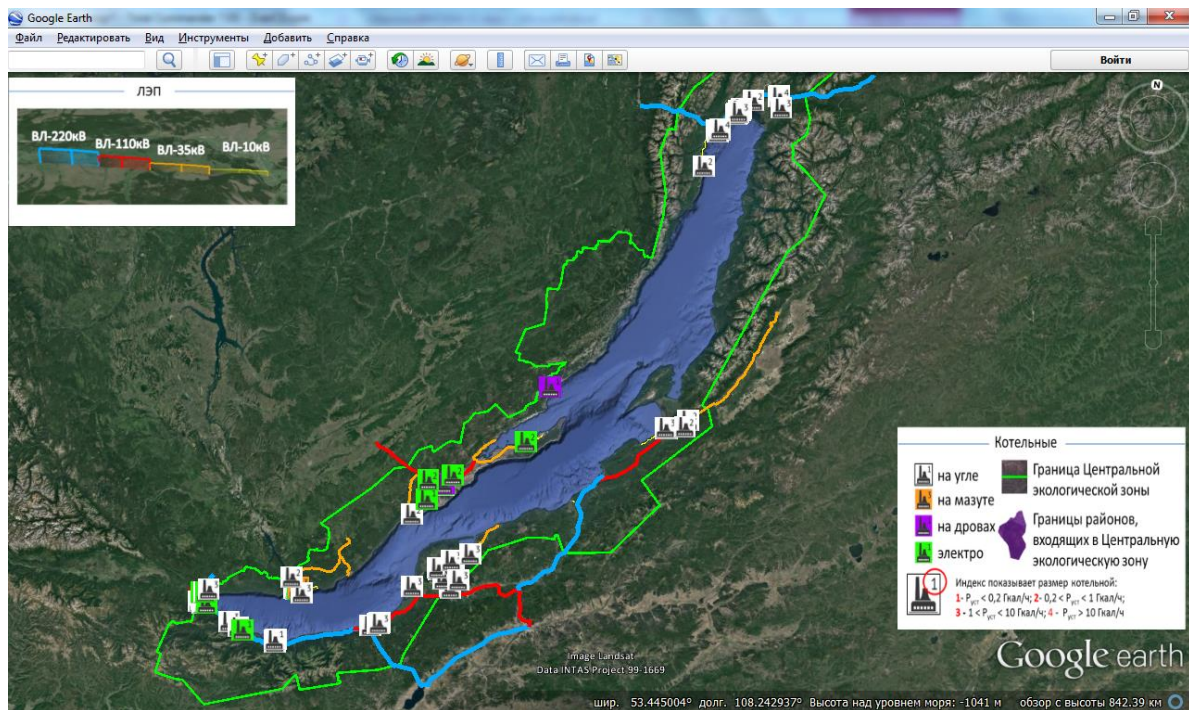 Google Earth
Файл Редактировать Вид Инструменты Добавить Справка
Войти
ЛЭП
ВЛ-220кВ ВЛ-110кВ ВЛ-35кВ ВЛ-10кВ
N
Котельные
на угле
на мазуте
на дровах
электро
Граница Центральной
экологической зоны
Границы районов,
входящих в Центральную
экологическую зону
1
Индекс показывает размер котельной:
1- Pуст < 0,2 Гкал/ч; 2- 0,2 < Pуст < 1 Гкал/ч;
3 - 1 < Pуст < 10 Гкал/ч; 4 - Pуст > 10 Гкал/ч
Image Landsat
Data INTAS Project 99-1669
Google earth
шир. 53.445004° долг. 108.242937° Высота над уровнем моря: -1041 м обзор с высоты 842.39 км